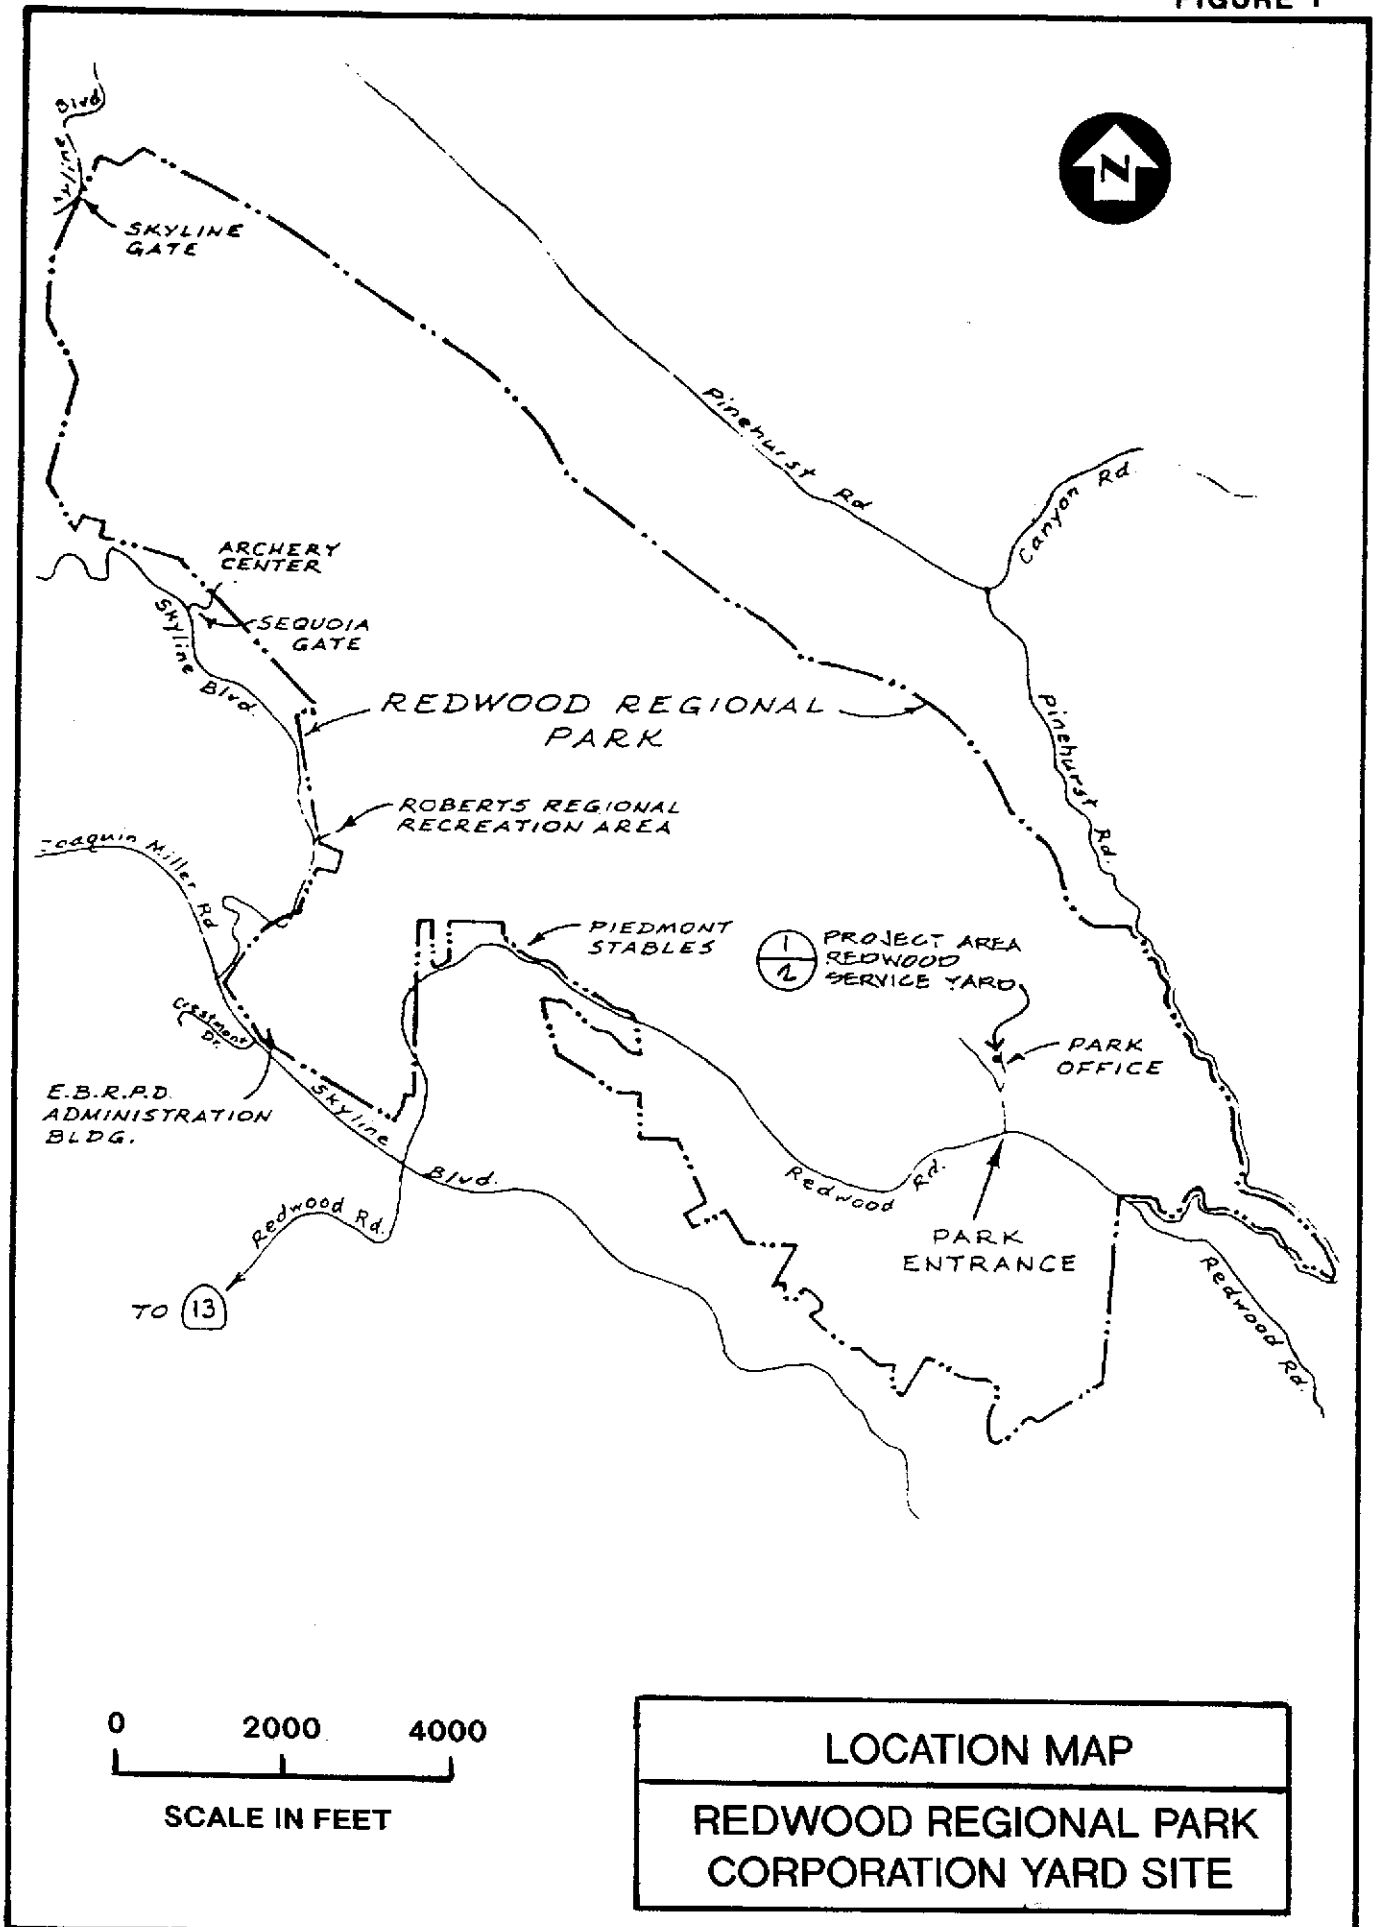 FIGURE 1
Blvd
Skyline
N
SKYLINE
GATE
Pinehurst Rd
Canyon Rd.
ARCHERY
CENTER
SEQUOIA
GATE
Skyline Blvd.
REDWOOD REGIONAL
PARK
Pinehurst Rd.
ROBERTS REGIONAL
RECREATION AREA
Joaquin Miller Rd
PIEDMONT
STABLES
1
2
PROJECT AREA
REDWOOD
SERVICE YARD
Crestmont
Dr.
PARK
OFFICE
E.B.R.P.D.
ADMINISTRATION
BLDG.
Skyline Blvd.
Redwood Rd.
Redwood Rd.
PARK
ENTRANCE
Redwood Rd.
TO 13
0 2000 4000
SCALE IN FEET
LOCATION MAP
REDWOOD REGIONAL PARK
CORPORATION YARD SITE